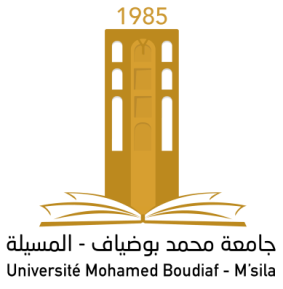 1985
جامعة محمد بوضياف - المسيلة
Université Mohamed Boudiaf - M'sila